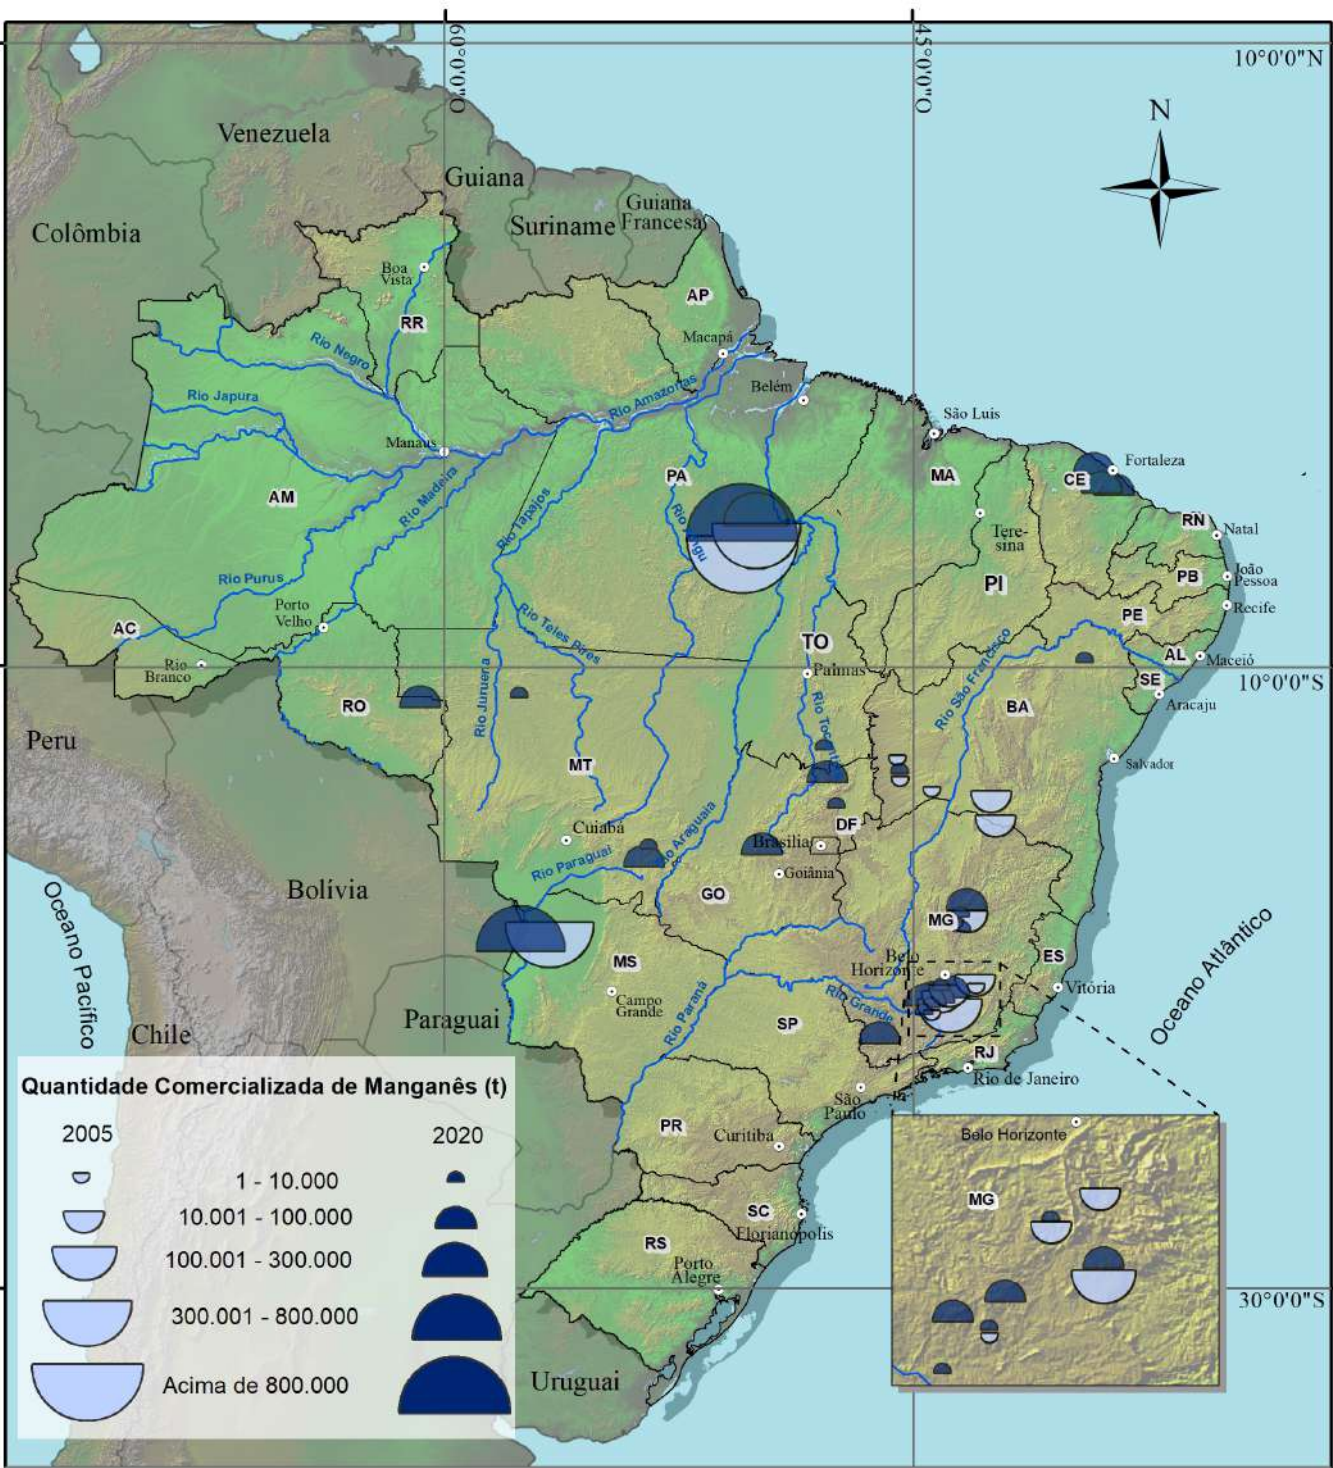 60°0'0"O
45°0'0"O
10°0'0"N
Venezuela
Guiana
N
Colômbia
Suriname
Guiana
Francesa
Boa
Vista
AP
RR
Macapá
Rio Negro
Belém
Rio Japura
Rio Amazonas
São Luis
Manaus
Fortaleza
AM
PA
MA
CE
Rio Madeira
Rio Tapajos
RN
Natal
Tere-
sina
Rio Purus
PI
PB
João
Pessoa
Porto
Velho
Recife
AC
Rio Teles Pires
PE
TO
Rio
Branco
Palmas
AL
Maceió
SE
10°0'0"S
RO
Rio Juruera
Rio São Francisco
BA
Aracaju
Peru
MT
Salvador
Cuiabá
DF
Brasília
Rio Paraguai
Goiânia
Bolívia
GO
MG
Oceano Pacífico
MS
Belo
Horizonte
ES
Oceano Atlântico
Vitória
Campo
Grande
Paraguai
Rio Paraná
Rio Grande
SP
Chile
RJ
Rio de Janeiro
São
Paulo
PR
Curitiba
SC
Florianópolis
RS
Porto
Alegre
30°0'0"S
Uruguai
Quantidade Comercializada de Manganês (t)
2005
2020
1 - 10.000
10.001 - 100.000
100.001 - 300.000
300.001 - 800.000
Acima de 800.000
Belo Horizonte
MG